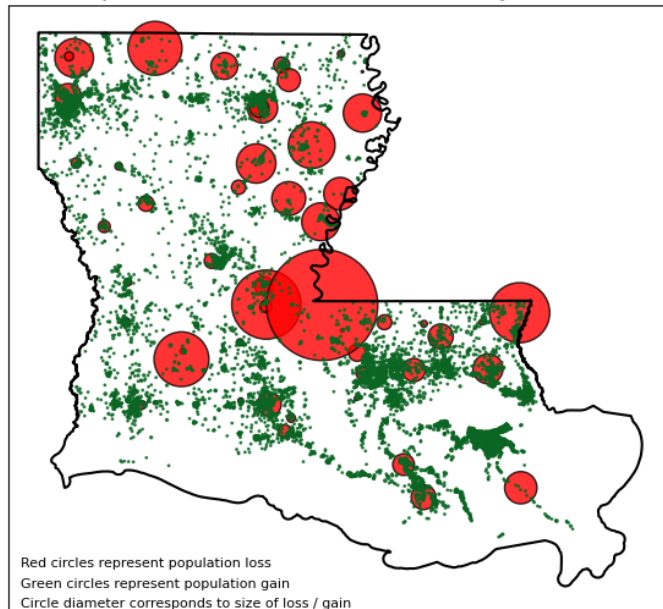 Red circles represent population loss
Green circles represent population gain
Circle diameter corresponds to size of loss / gain